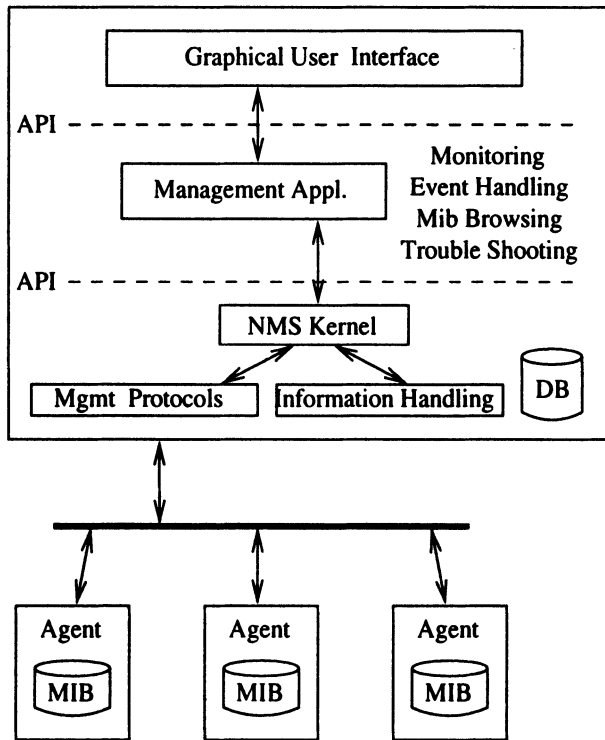 Graphical User Interface
API
Monitoring
Management Appl.
Event Handling
Mib Browsing
Trouble Shooting
API
NMS Kernel
Mgmt Protocols
Information Handling
DB
Agent
Agent
Agent
MIB
MIB
MIB